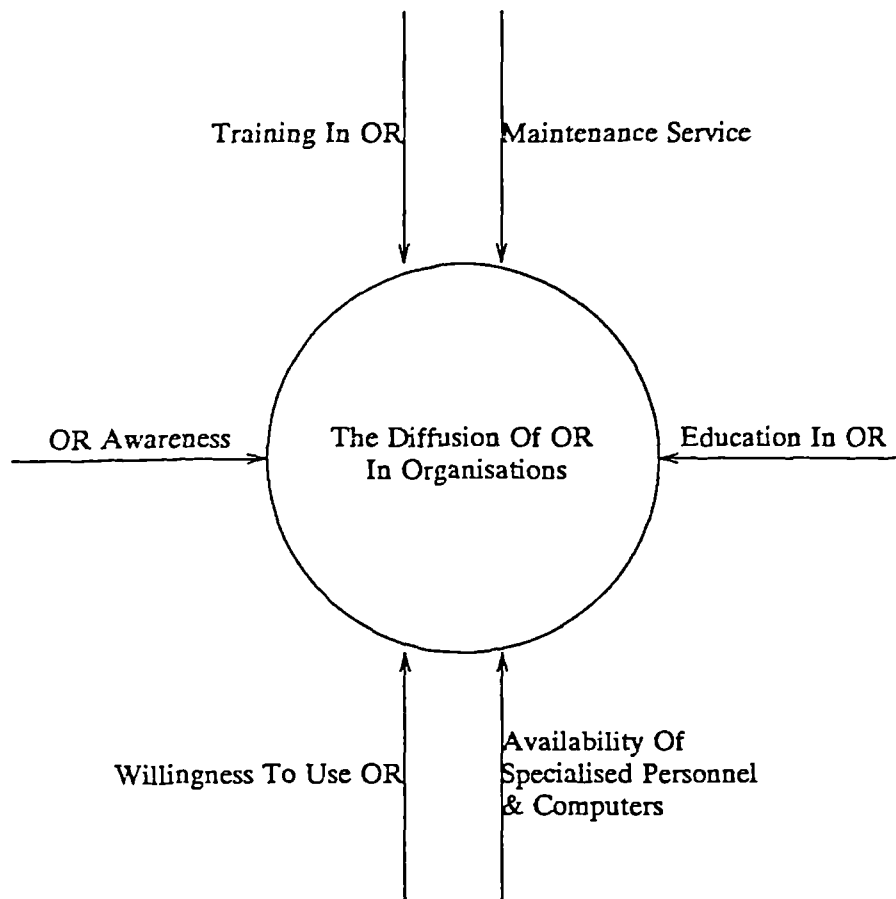 Training In OR
Maintenance Service
OR Awareness
The Diffusion Of OR
In Organisations
Education In OR
Willingness To Use OR
Availability Of
Specialised Personnel
& Computers